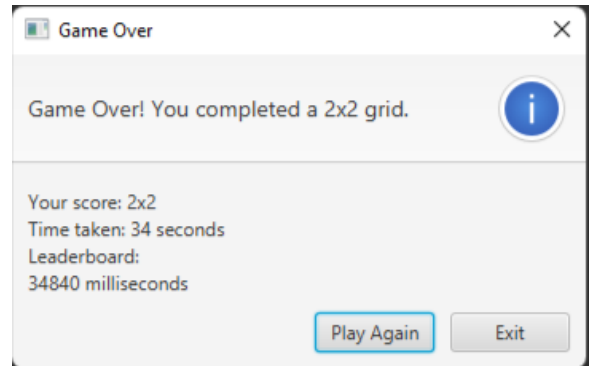 Game Over
Game Over! You completed a 2x2 grid.
Your score: 2x2
Time taken: 34 seconds
Leaderboard:
34840 milliseconds
Play Again Exit